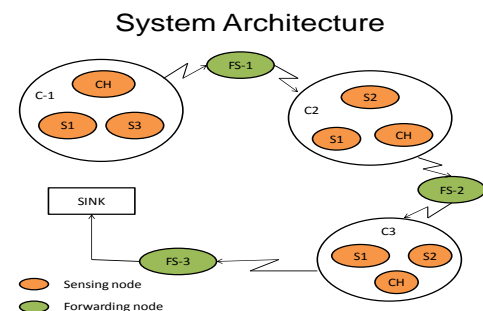 System Architecture
FS-1
C-1
CH
S1
S3
S2
C2
S1
CH
FS-2
SINK
C3
S1
S2
CH
FS-3
Sensing node
Forwarding node